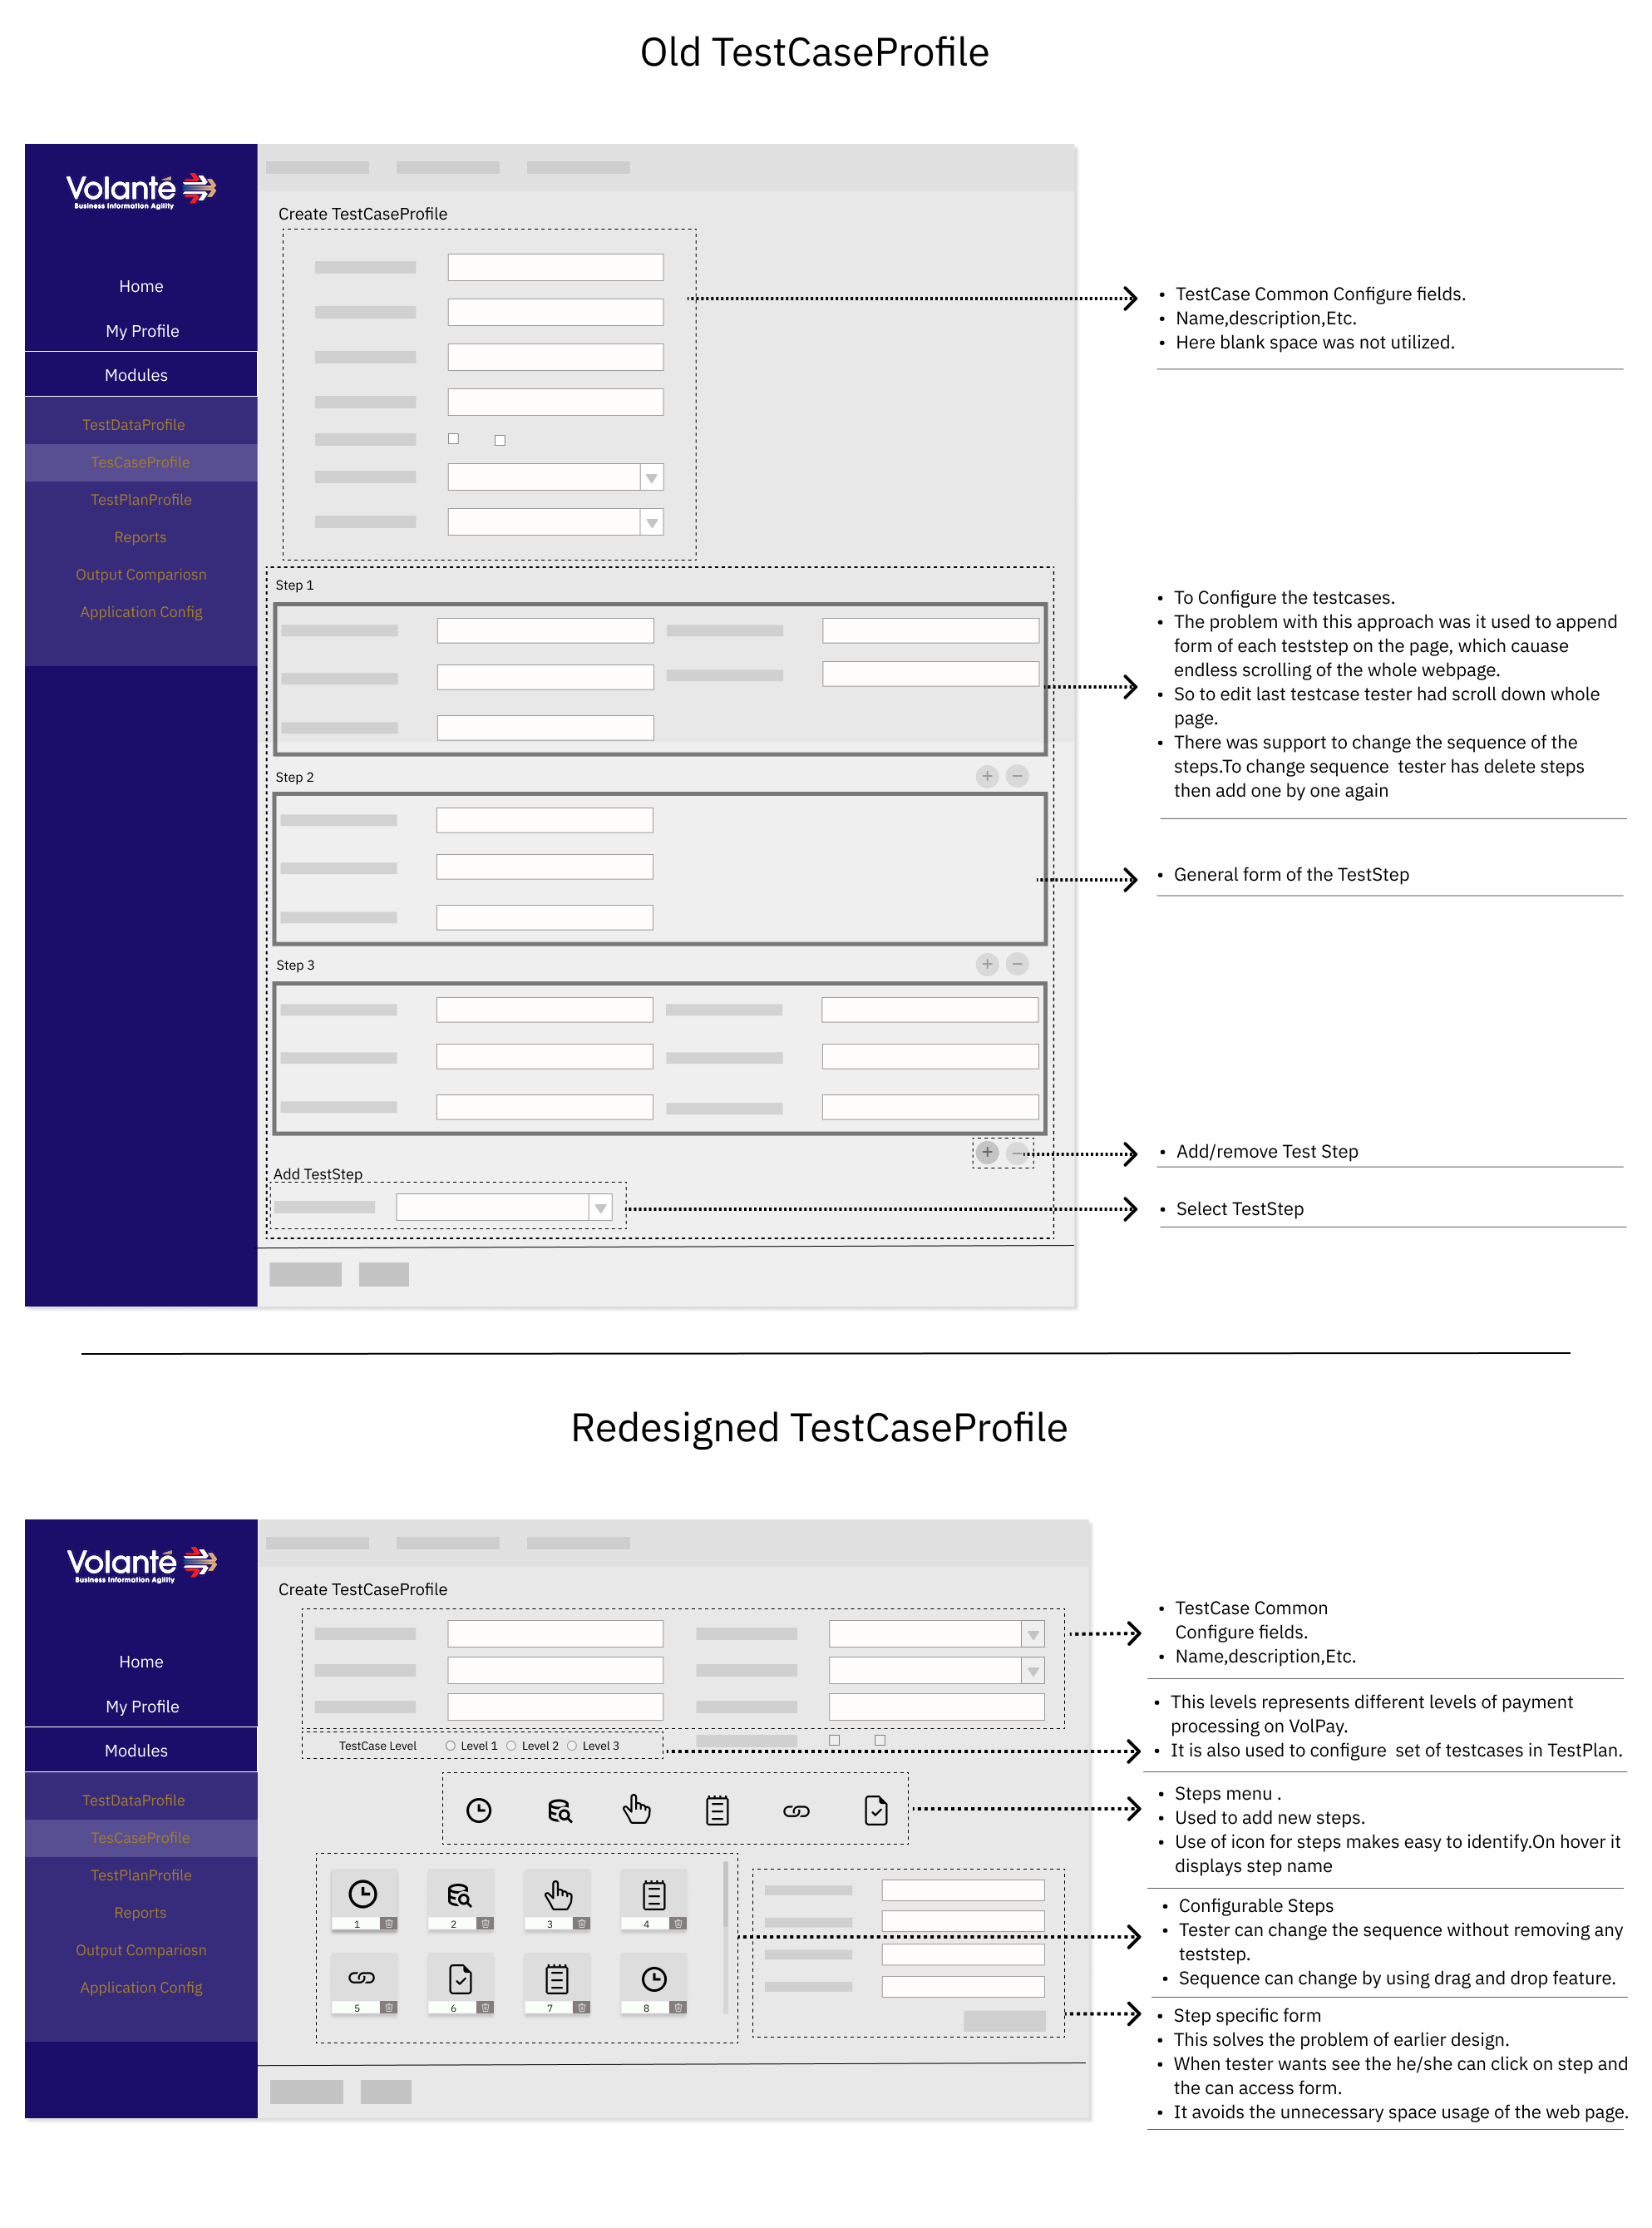 Old TestCaseProfile
Volanté
Business Information Agility
Home
My Profile
Modules
TestDataProfile
TesCaseProfile
TestPlanProfile
Reports
Output Compariosn
Application Config
Create TestCaseProfile
• TestCase Common Configure fields.
• Name,description,Etc.
• Here blank space was not utilized.
Step 1
• To Configure the testcases.
• The problem with this approach was it used to append
form of each teststep on the page, which cauase
endless scrolling of the whole webpage.
• So to edit last testcase tester had scroll down whole
page.
• There was support to change the sequence of the
steps.To change sequence tester has delete steps
then add one by one again
Step 2
+ −
• General form of the TestStep
Step 3
+ −
+ −
• Add/remove Test Step
Add TestStep
• Select TestStep
Redesigned TestCaseProfile
Volanté
Business Information Agility
Home
My Profile
Modules
TestDataProfile
TesCaseProfile
TestPlanProfile
Reports
Output Compariosn
Application Config
Create TestCaseProfile
• TestCase Common
Configure fields.
• Name,description,Etc.
TestCase Level Level 1 Level 2 Level 3
• This levels represents different levels of payment
processing on VolPay.
• It is also used to configure set of testcases in TestPlan.
• Steps menu .
• Used to add new steps.
• Use of icon for steps makes easy to identify.On hover it
displays step name
1 2 3 4
5 6 7 8
• Configurable Steps
• Tester can change the sequence without removing any
teststep.
• Sequence can change by using drag and drop feature.
• Step specific form
• This solves the problem of earlier design.
• When tester wants see the he/she can click on step and
the can access form.
• It avoids the unnecessary space usage of the web page.